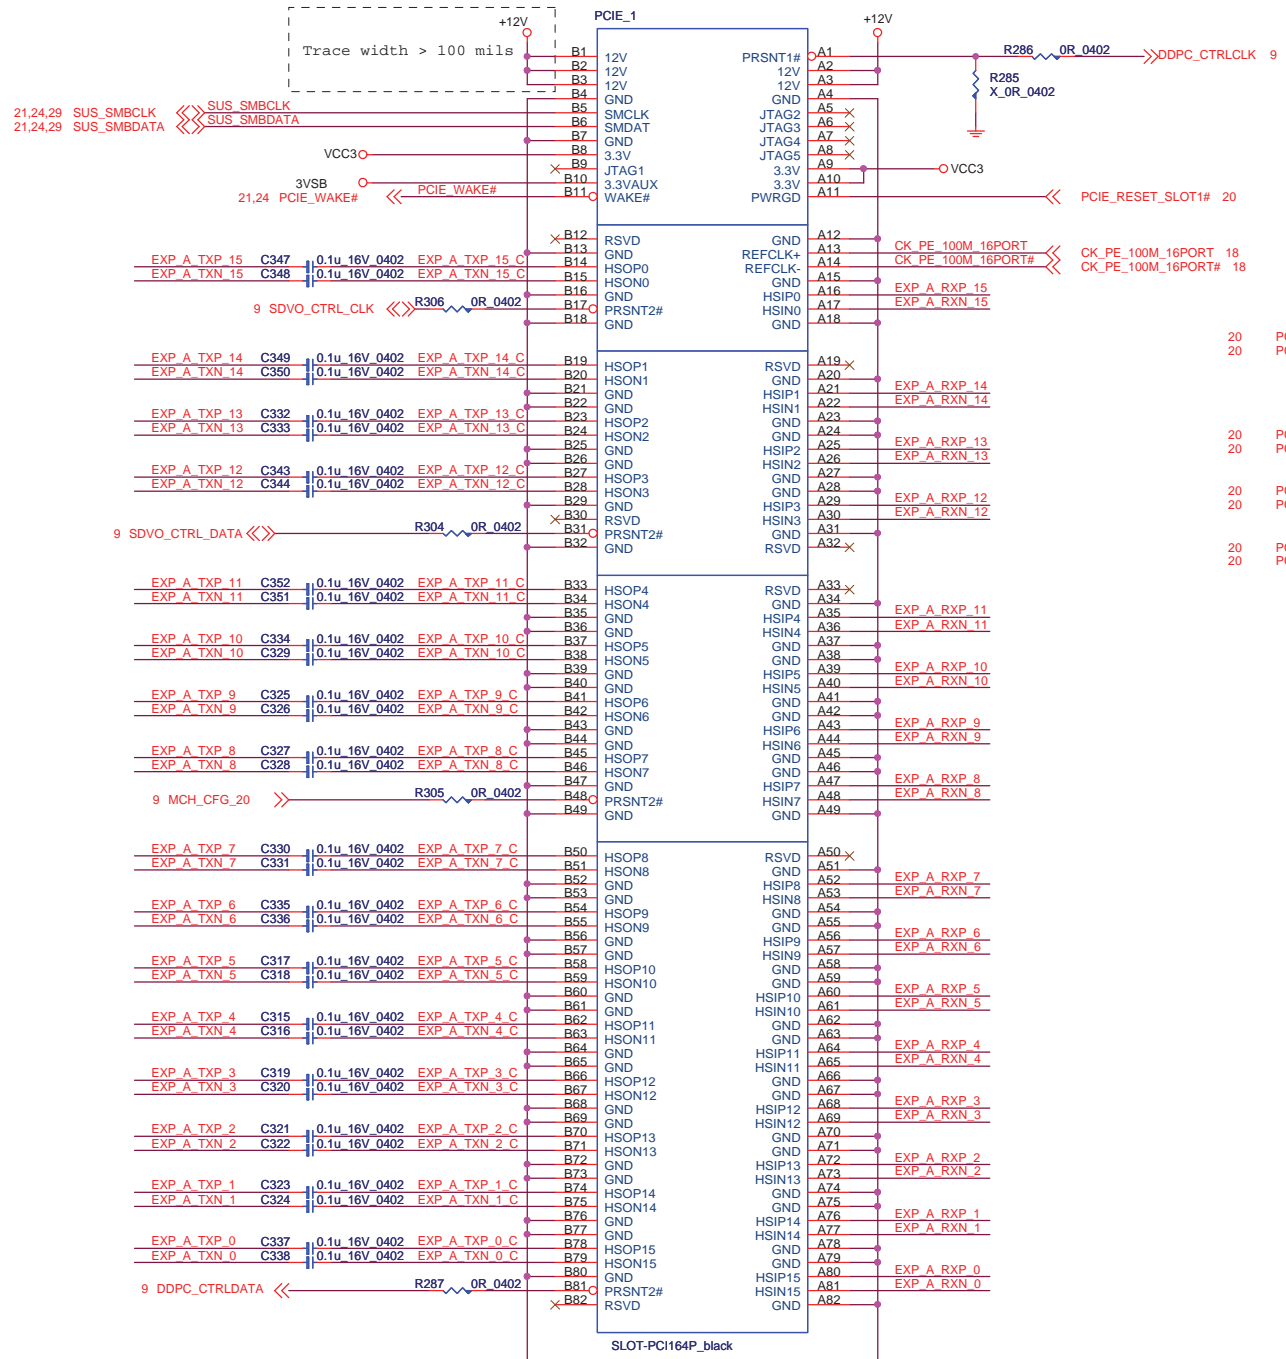 +12V PCIE_1 +12V
Trace width > 100 mils
B1 12V PRSNT1# A1 R286 0R_0402 DDPC_CTRLCLK 9
B2 12V 12V A2
B3 12V 12V A3 R285 X_0R_0402
B4 GND GND A4
21,24,29 SUS_SMBCLK SUS_SMBCLK B5 SMCLK JTAG2 A5
21,24,29 SUS_SMBDATA SUS_SMBDATA B6 SMDAT JTAG3 A6
B7 GND JTAG4 A7
VCC3 B8 3.3V JTAG5 A8
B9 JTAG1 3.3V A9 VCC3
3VSB B10 3.3VAUX 3.3V A10
21,24 PCIE_WAKE# PCIE_WAKE# B11 WAKE# PWRGD A11 PCIE_RESET_SLOT1# 20
B12 RSVD GND A12
B13 GND REFCLK+ A13 CK_PE_100M_16PORT CK_PE_100M_16PORT 18
EXP_A_TXP_15 C347 0.1u_16V_0402 EXP_A_TXP_15_C B14 HSOP0 REFCLK- A14 CK_PE_100M_16PORT# CK_PE_100M_16PORT# 18
EXP_A_TXN_15 C348 0.1u_16V_0402 EXP_A_TXN_15_C B15 HSON0 GND A15
B16 GND HSIP0 A16 EXP_A_RXP_15
9 SDVO_CTRL_CLK R306 0R_0402 B17 PRSNT2# HSIN0 A17 EXP_A_RXN_15
B18 GND GND A18
20 P
20 P
EXP_A_TXP_14 C349 0.1u_16V_0402 EXP_A_TXP_14_C B19 HSOP1 RSVD A19
EXP_A_TXN_14 C350 0.1u_16V_0402 EXP_A_TXN_14_C B20 HSON1 GND A20
B21 GND HSIP1 A21 EXP_A_RXP_14
B22 GND HSIN1 A22 EXP_A_RXN_14
EXP_A_TXP_13 C332 0.1u_16V_0402 EXP_A_TXP_13_C B23 HSOP2 GND A23
EXP_A_TXN_13 C333 0.1u_16V_0402 EXP_A_TXN_13_C B24 HSON2 GND A24 20 P
B25 GND HSIP2 A25 EXP_A_RXP_13 20 P
B26 GND HSIN2 A26 EXP_A_RXN_13
EXP_A_TXP_12 C343 0.1u_16V_0402 EXP_A_TXP_12_C B27 HSOP3 GND A27
EXP_A_TXN_12 C344 0.1u_16V_0402 EXP_A_TXN_12_C B28 HSON3 GND A28 20 P
B29 GND HSIP3 A29 EXP_A_RXP_12 20 P
B30 RSVD HSIN3 A30 EXP_A_RXN_12
9 SDVO_CTRL_DATA R304 0R_0402 B31 PRSNT2# GND A31
B32 GND RSVD A32 20 P
20 P
EXP_A_TXP_11 C352 0.1u_16V_0402 EXP_A_TXP_11_C B33 HSOP4 RSVD A33
EXP_A_TXN_11 C351 0.1u_16V_0402 EXP_A_TXN_11_C B34 HSON4 GND A34
B35 GND HSIP4 A35 EXP_A_RXP_11
B36 GND HSIN4 A36 EXP_A_RXN_11
EXP_A_TXP_10 C334 0.1u_16V_0402 EXP_A_TXP_10_C B37 HSOP5 GND A37
EXP_A_TXN_10 C329 0.1u_16V_0402 EXP_A_TXN_10_C B38 HSON5 GND A38
B39 GND HSIP5 A39 EXP_A_RXP_10
B40 GND HSIN5 A40 EXP_A_RXN_10
EXP_A_TXP_9 C325 0.1u_16V_0402 EXP_A_TXP_9_C B41 HSOP6 GND A41
EXP_A_TXN_9 C326 0.1u_16V_0402 EXP_A_TXN_9_C B42 HSON6 GND A42
B43 GND HSIP6 A43 EXP_A_RXP_9
B44 GND HSIN6 A44 EXP_A_RXN_9
EXP_A_TXP_8 C327 0.1u_16V_0402 EXP_A_TXP_8_C B45 HSOP7 GND A45
EXP_A_TXN_8 C328 0.1u_16V_0402 EXP_A_TXN_8_C B46 HSON7 GND A46
B47 GND HSIP7 A47 EXP_A_RXP_8
9 MCH_CFG_20 R305 0R_0402 B48 PRSNT2# HSIN7 A48 EXP_A_RXN_8
B49 GND GND A49
EXP_A_TXP_7 C330 0.1u_16V_0402 EXP_A_TXP_7_C B50 HSOP8 RSVD A50
EXP_A_TXN_7 C331 0.1u_16V_0402 EXP_A_TXN_7_C B51 HSON8 GND A51
B52 GND HSIP8 A52 EXP_A_RXP_7
B53 GND HSIN8 A53 EXP_A_RXN_7
EXP_A_TXP_6 C335 0.1u_16V_0402 EXP_A_TXP_6_C B54 HSOP9 GND A54
EXP_A_TXN_6 C336 0.1u_16V_0402 EXP_A_TXN_6_C B55 HSON9 GND A55
B56 GND HSIP9 A56 EXP_A_RXP_6
B57 GND HSIN9 A57 EXP_A_RXN_6
EXP_A_TXP_5 C317 0.1u_16V_0402 EXP_A_TXP_5_C B58 HSOP10 GND A58
EXP_A_TXN_5 C318 0.1u_16V_0402 EXP_A_TXN_5_C B59 HSON10 GND A59
B60 GND HSIP10 A60 EXP_A_RXP_5
B61 GND HSIN10 A61 EXP_A_RXN_5
EXP_A_TXP_4 C315 0.1u_16V_0402 EXP_A_TXP_4_C B62 HSOP11 GND A62
EXP_A_TXN_4 C316 0.1u_16V_0402 EXP_A_TXN_4_C B63 HSON11 GND A63
B64 GND HSIP11 A64 EXP_A_RXP_4
B65 GND HSIN11 A65 EXP_A_RXN_4
EXP_A_TXP_3 C319 0.1u_16V_0402 EXP_A_TXP_3_C B66 HSOP12 GND A66
EXP_A_TXN_3 C320 0.1u_16V_0402 EXP_A_TXN_3_C B67 HSON12 GND A67
B68 GND HSIP12 A68 EXP_A_RXP_3
B69 GND HSIN12 A69 EXP_A_RXN_3
EXP_A_TXP_2 C321 0.1u_16V_0402 EXP_A_TXP_2_C B70 HSOP13 GND A70
EXP_A_TXN_2 C322 0.1u_16V_0402 EXP_A_TXN_2_C B71 HSON13 GND A71
B72 GND HSIP13 A72 EXP_A_RXP_2
B73 GND HSIN13 A73 EXP_A_RXN_2
EXP_A_TXP_1 C323 0.1u_16V_0402 EXP_A_TXP_1_C B74 HSOP14 GND A74
EXP_A_TXN_1 C324 0.1u_16V_0402 EXP_A_TXN_1_C B75 HSON14 GND A75
B76 GND HSIP14 A76 EXP_A_RXP_1
B77 GND HSIN14 A77 EXP_A_RXN_1
EXP_A_TXP_0 C337 0.1u_16V_0402 EXP_A_TXP_0_C B78 HSOP15 GND A78
EXP_A_TXN_0 C338 0.1u_16V_0402 EXP_A_TXN_0_C B79 HSON15 GND A79
B80 GND HSIP15 A80 EXP_A_RXP_0
9 DDPC_CTRLDATA R287 0R_0402 B81 PRSNT2# HSIN15 A81 EXP_A_RXN_0
B82 RSVD GND A82
SLOT-PCI164P_black